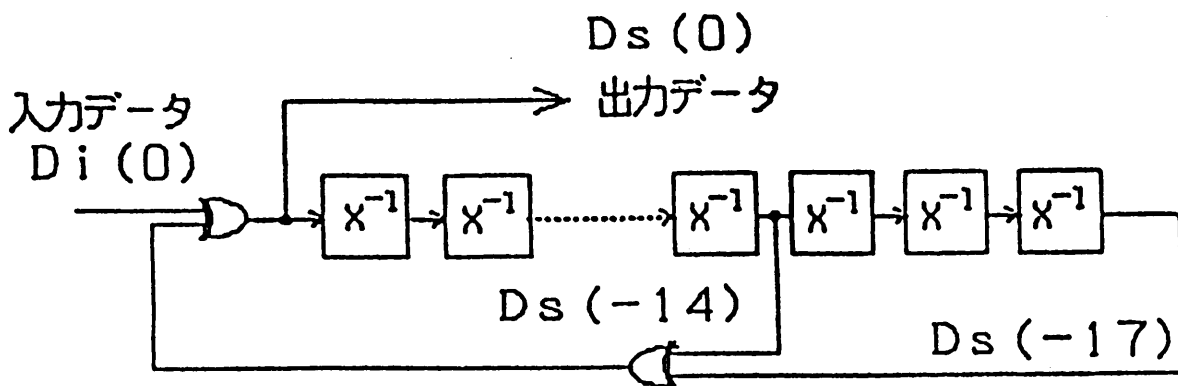 Ds(0)
入力データ
出力データ
Di(0)
X⁻¹
X⁻¹
X⁻¹
X⁻¹
X⁻¹
X⁻¹
Ds(-14)
Ds(-17)